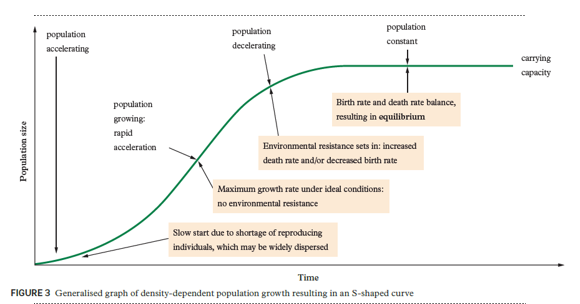 population
accelerating
population
decelerating
population
constant
carrying
capacity
population
growing:
rapid
acceleration
Birth rate and death rate balance,
resulting in equilibrium
Environmental resistance sets in: increased
death rate and/or decreased birth rate
Maximum growth rate under ideal conditions:
no environmental resistance
Slow start due to shortage of reproducing
individuals, which may be widely dispersed
Population size
Time
FIGURE 3 Generalised graph of density-dependent population growth resulting in an S-shaped curve